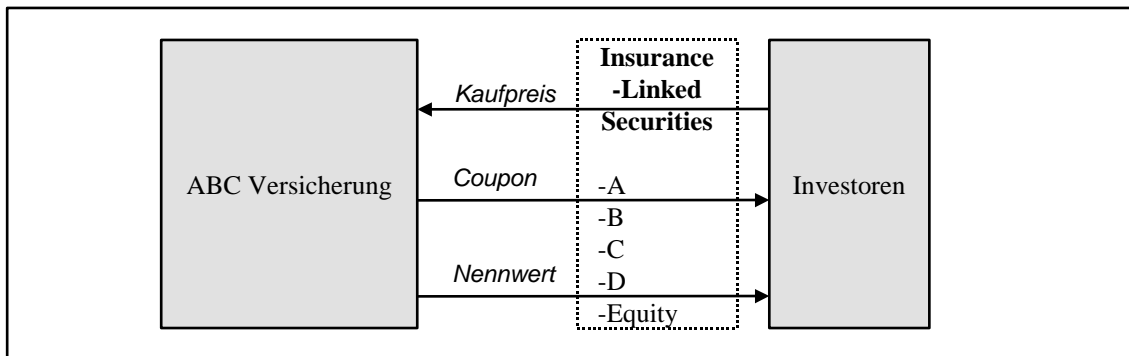 Insurance
-Linked
Securities
Kaufpreis
ABC Versicherung
Coupon
-A
Investoren
-B
-C
Nennwert
-D
-Equity